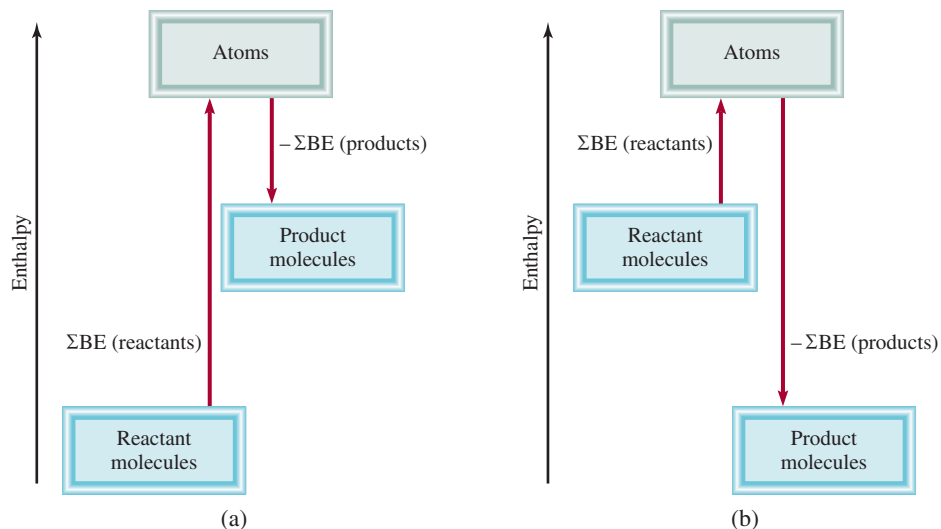 Atoms
– ΣBE (products)
Product
molecules
Enthalpy
ΣBE (reactants)
Reactant
molecules
(a)
Atoms
ΣBE (reactants)
Reactant
molecules
Enthalpy
– ΣBE (products)
Product
molecules
(b)